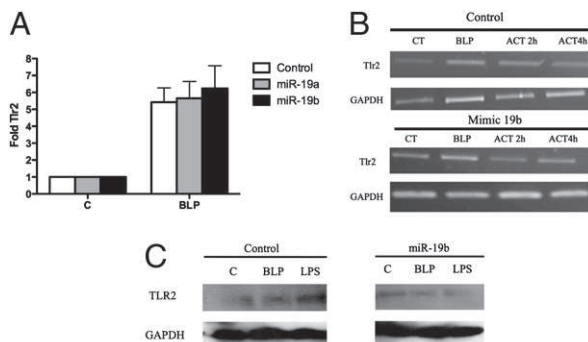 A
Fold Tlr2
8
7
6
5
4
3
2
1
0
C
BLP
Control
miR-19a
miR-19b
B
Control
CT BLP ACT 2h ACT4h
Tlr2
GAPDH
Mimic 19b
CT BLP ACT 2h ACT4h
Tlr2
GAPDH
C
Control
C BLP LPS
TLR2
GAPDH
miR-19b
C BLP LPS